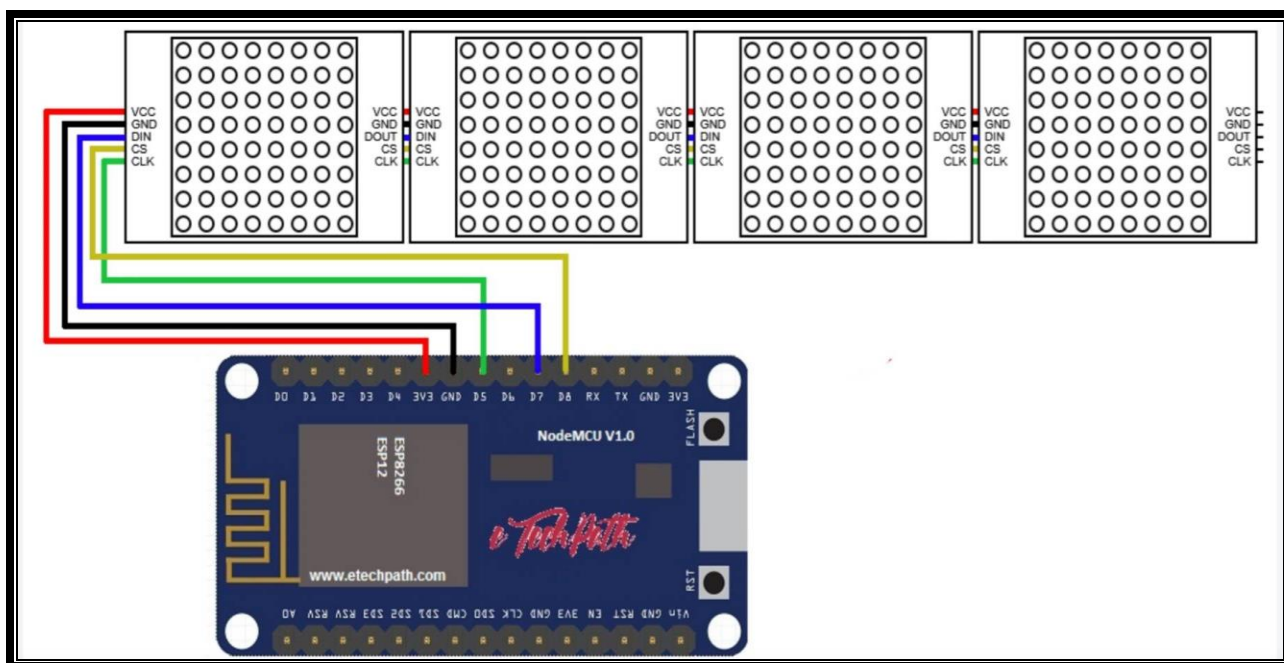 VCC VCC VCC VCC VCC VCC VCC VCC
GND GND GND GND GND GND GND GND
DIN DOUT DIN DOUT DIN DOUT DIN DOUT
CS CS CS CS CS CS CS CS
CLK CLK CLK CLK CLK CLK CLK CLK
D0 D1 D2 D3 D4 3V3 GND D5 D6 D7 D8 RX TX GND 3V3
FLASH
NodeMCU V1.0
ESP8266
ESP12
e TechPath
www.etechpath.com
RST
A0 RSV RSV SD3 SD2 SD1 CMD SD0 CLK GND 3V3 EN RST GND Vin